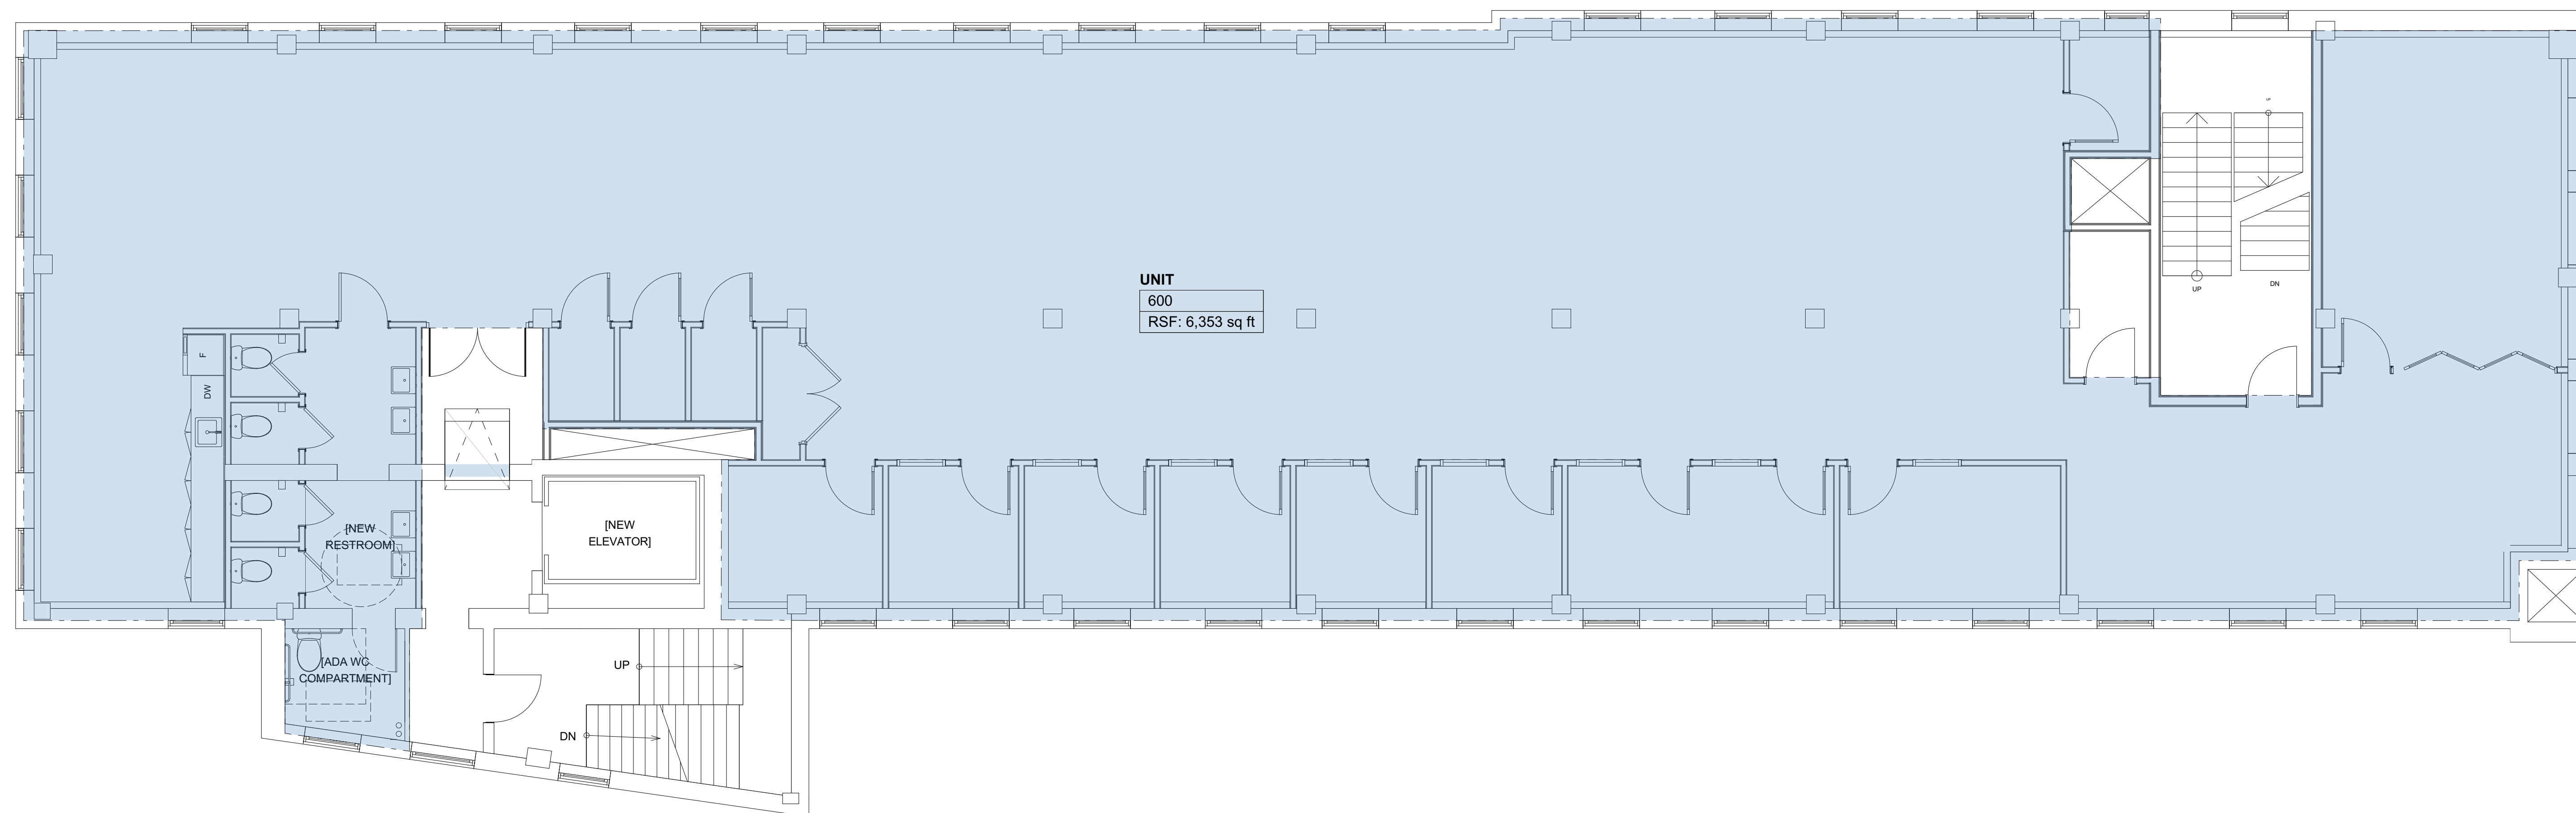 UP
UNIT
600
RSF: 6,353 sq ft
UP
DN
F
DW
[NEW
RESTROOM]
[NEW
ELEVATOR]
[ADA WC
COMPARTMENT]
UP
DN